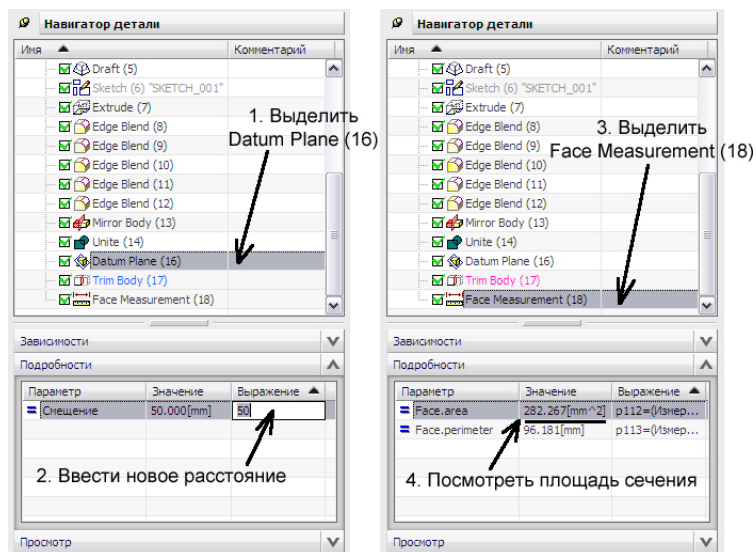 Навигатор детали
Имя Комментарий
Draft (5)
Sketch (6) "SKETCH_001"
Extrude (7)
Edge Blend (8)
Edge Blend (9)
Edge Blend (10)
Edge Blend (11)
Edge Blend (12)
Mirror Body (13)
Unite (14)
Datum Plane (16)
Trim Body (17)
Face Measurement (18)
1. Выделить
Datum Plane (16)
Зависимости
Подробности
Параметр Значение Выражение
Смещение 50.000[mm] 50
2. Ввести новое расстояние
Просмотр
Навигатор детали
Имя Комментарий
Draft (5)
Sketch (6) "SKETCH_001"
Extrude (7)
Edge Blend (8)
Edge Blend (9)
Edge Blend (10)
Edge Blend (11)
Edge Blend (12)
Mirror Body (13)
Unite (14)
Datum Plane (16)
Trim Body (17)
Face Measurement (18)
3. Выделить
Face Measurement (18)
Зависимости
Подробности
Параметр Значение Выражение
Face.area 282.267[mm^2] p112=(Измер...
Face.perimeter 96.181[mm] p113=(Измер...
4. Посмотреть площадь сечения
Просмотр